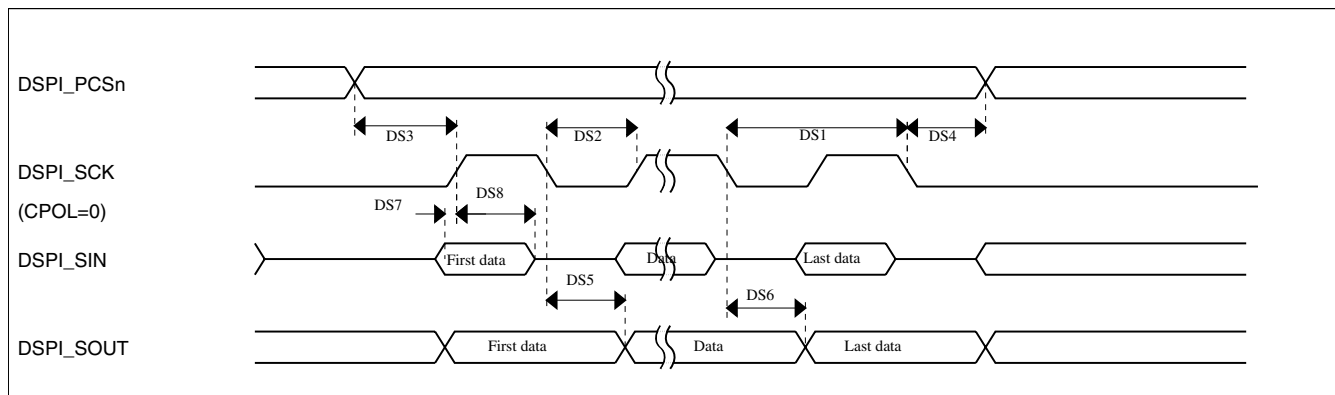 DSPI_PCSn
DS3
DS2
DS1
DS4
DSPI_SCK
(CPOL=0)
DS7
DS8
DSPI_SIN
First data
Data
Last data
DS5
DS6
DSPI_SOUT
First data
Data
Last data